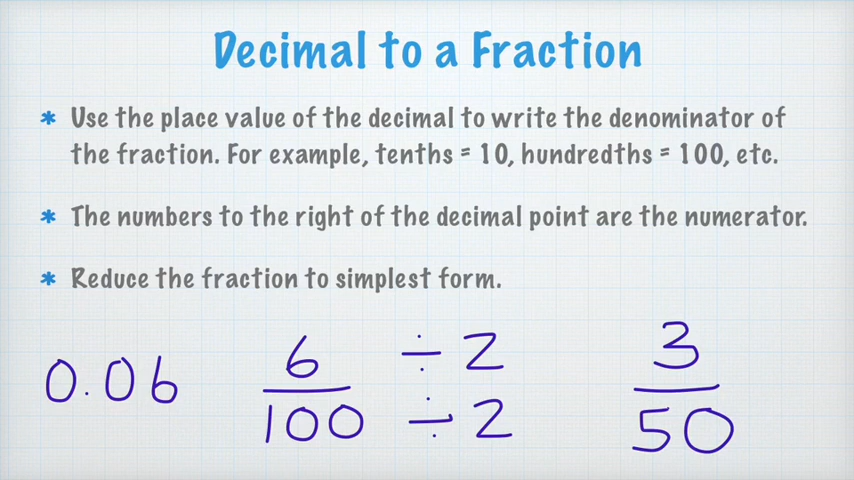 Decimal to a Fraction
* Use the place value of the decimal to write the denominator of
the fraction. For example, tenths = 10, hundredths = 100, etc.
* The numbers to the right of the decimal point are the numerator.
* Reduce the fraction to simplest form.
0.06
6
100
÷ 2
÷ 2
3
50